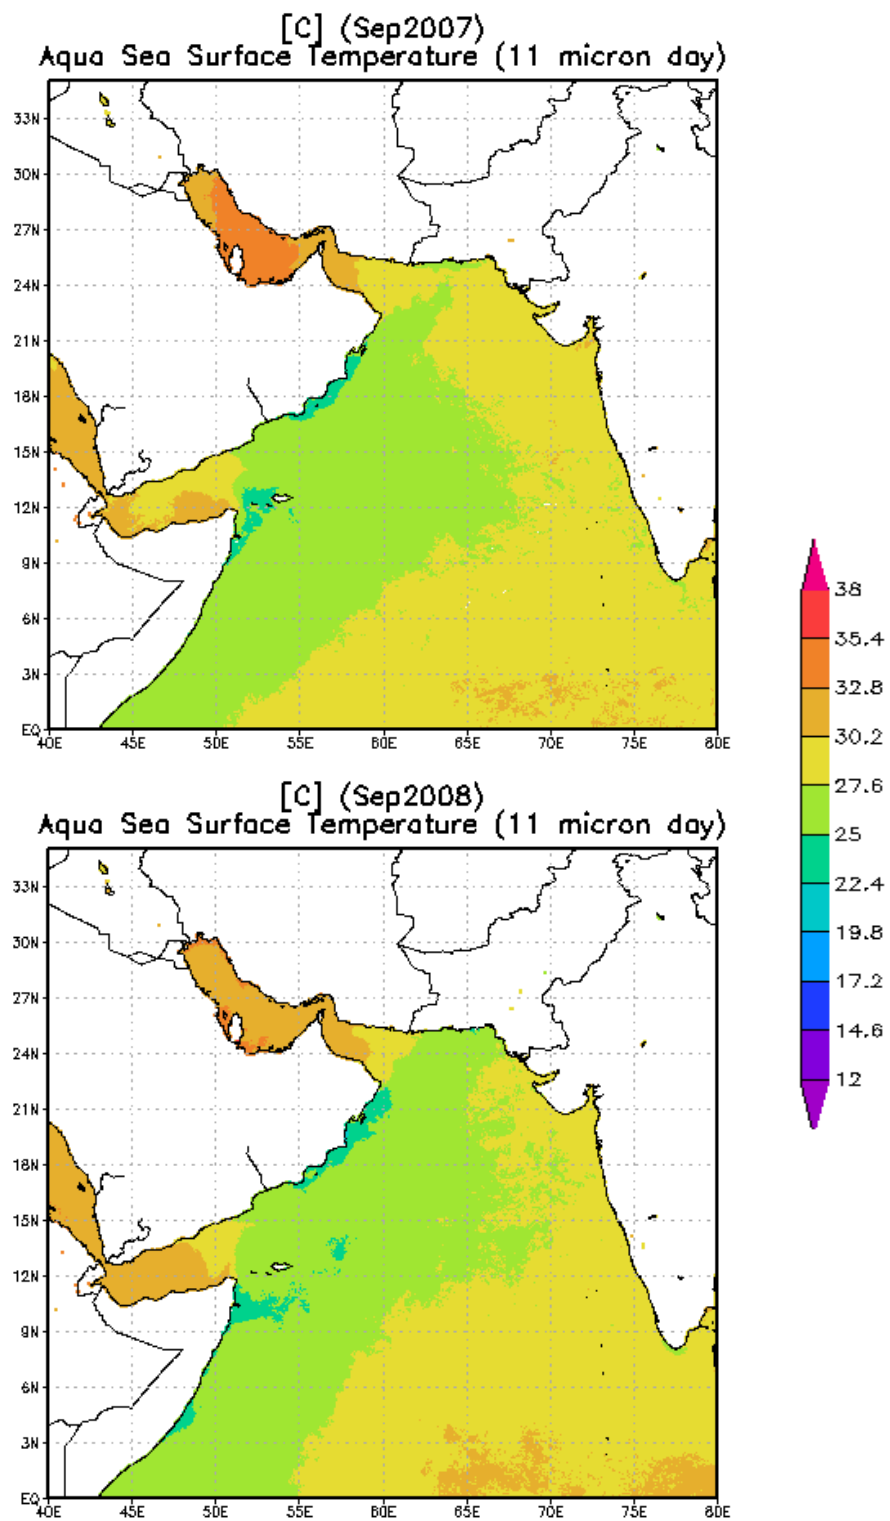 [C] (Sep2007)
Aqua Sea Surface Temperature (11 micron day)
33N
30N
27N
24N
21N
18N
15N
12N
9N
6N
3N
EQ
40E 45E 50E 55E 60E 65E 70E 75E 80E
[C] (Sep2008)
Aqua Sea Surface Temperature (11 micron day)
33N
30N
27N
24N
21N
18N
15N
12N
9N
6N
3N
EQ
40E 45E 50E 55E 60E 65E 70E 75E 80E
38
35.4
32.8
30.2
27.6
25
22.4
19.8
17.2
14.6
12